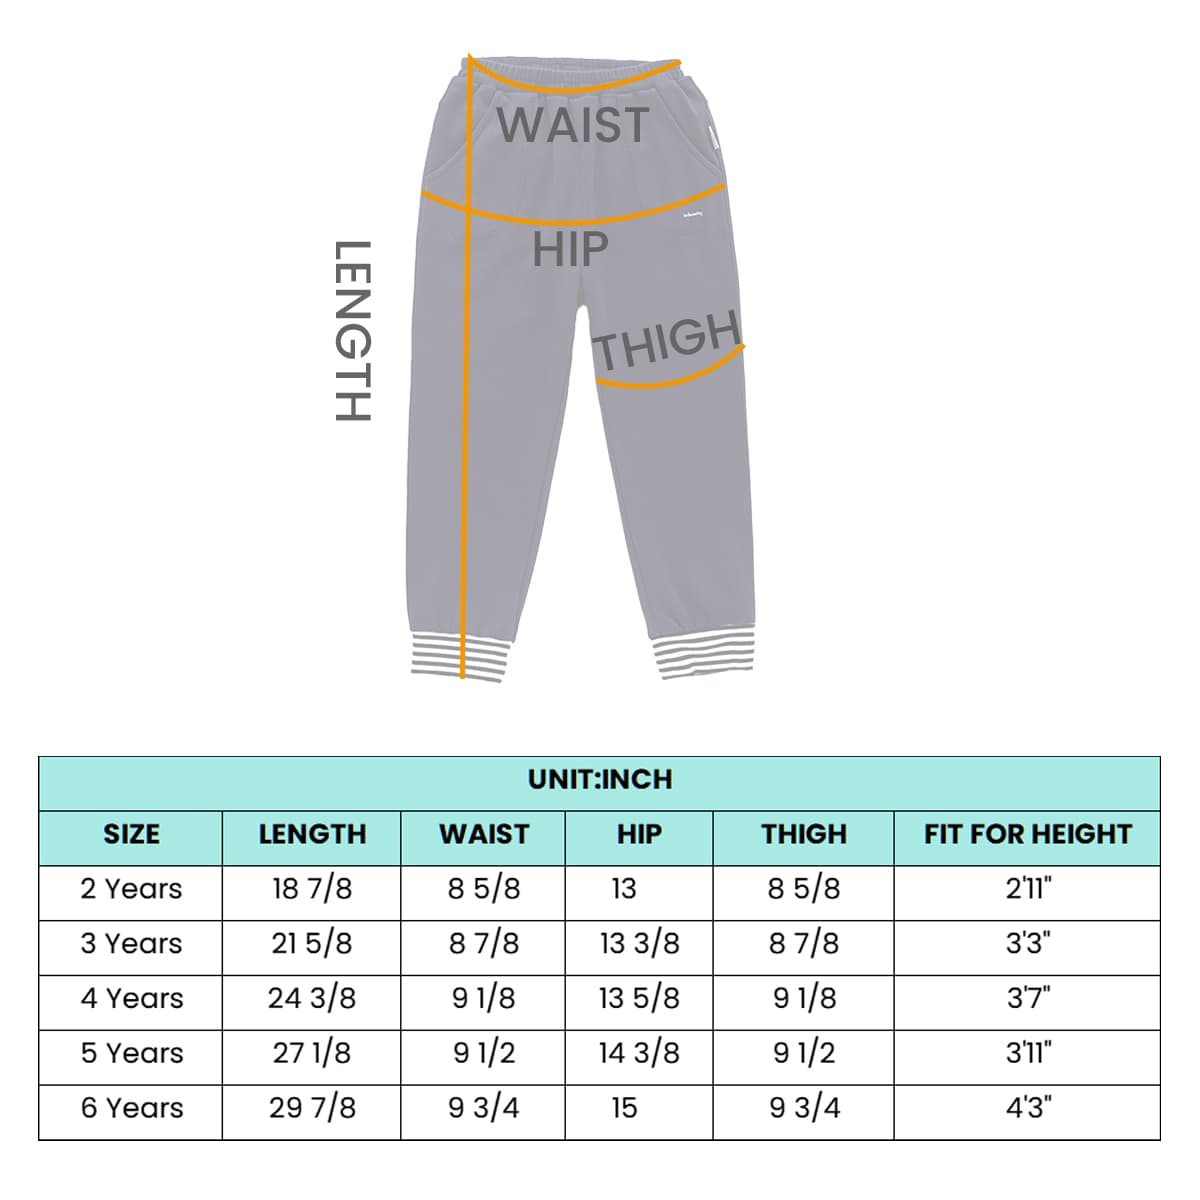 WAIST
HIP
THIGH
LENGTH
UNIT:INCH
SIZE LENGTH WAIST HIP THIGH FIT FOR HEIGHT
2 Years 18 7/8 8 5/8 13 8 5/8 2'11"
3 Years 21 5/8 8 7/8 13 3/8 8 7/8 3'3"
4 Years 24 3/8 9 1/8 13 5/8 9 1/8 3'7"
5 Years 27 1/8 9 1/2 14 3/8 9 1/2 3'11"
6 Years 29 7/8 9 3/4 15 9 3/4 4'3"